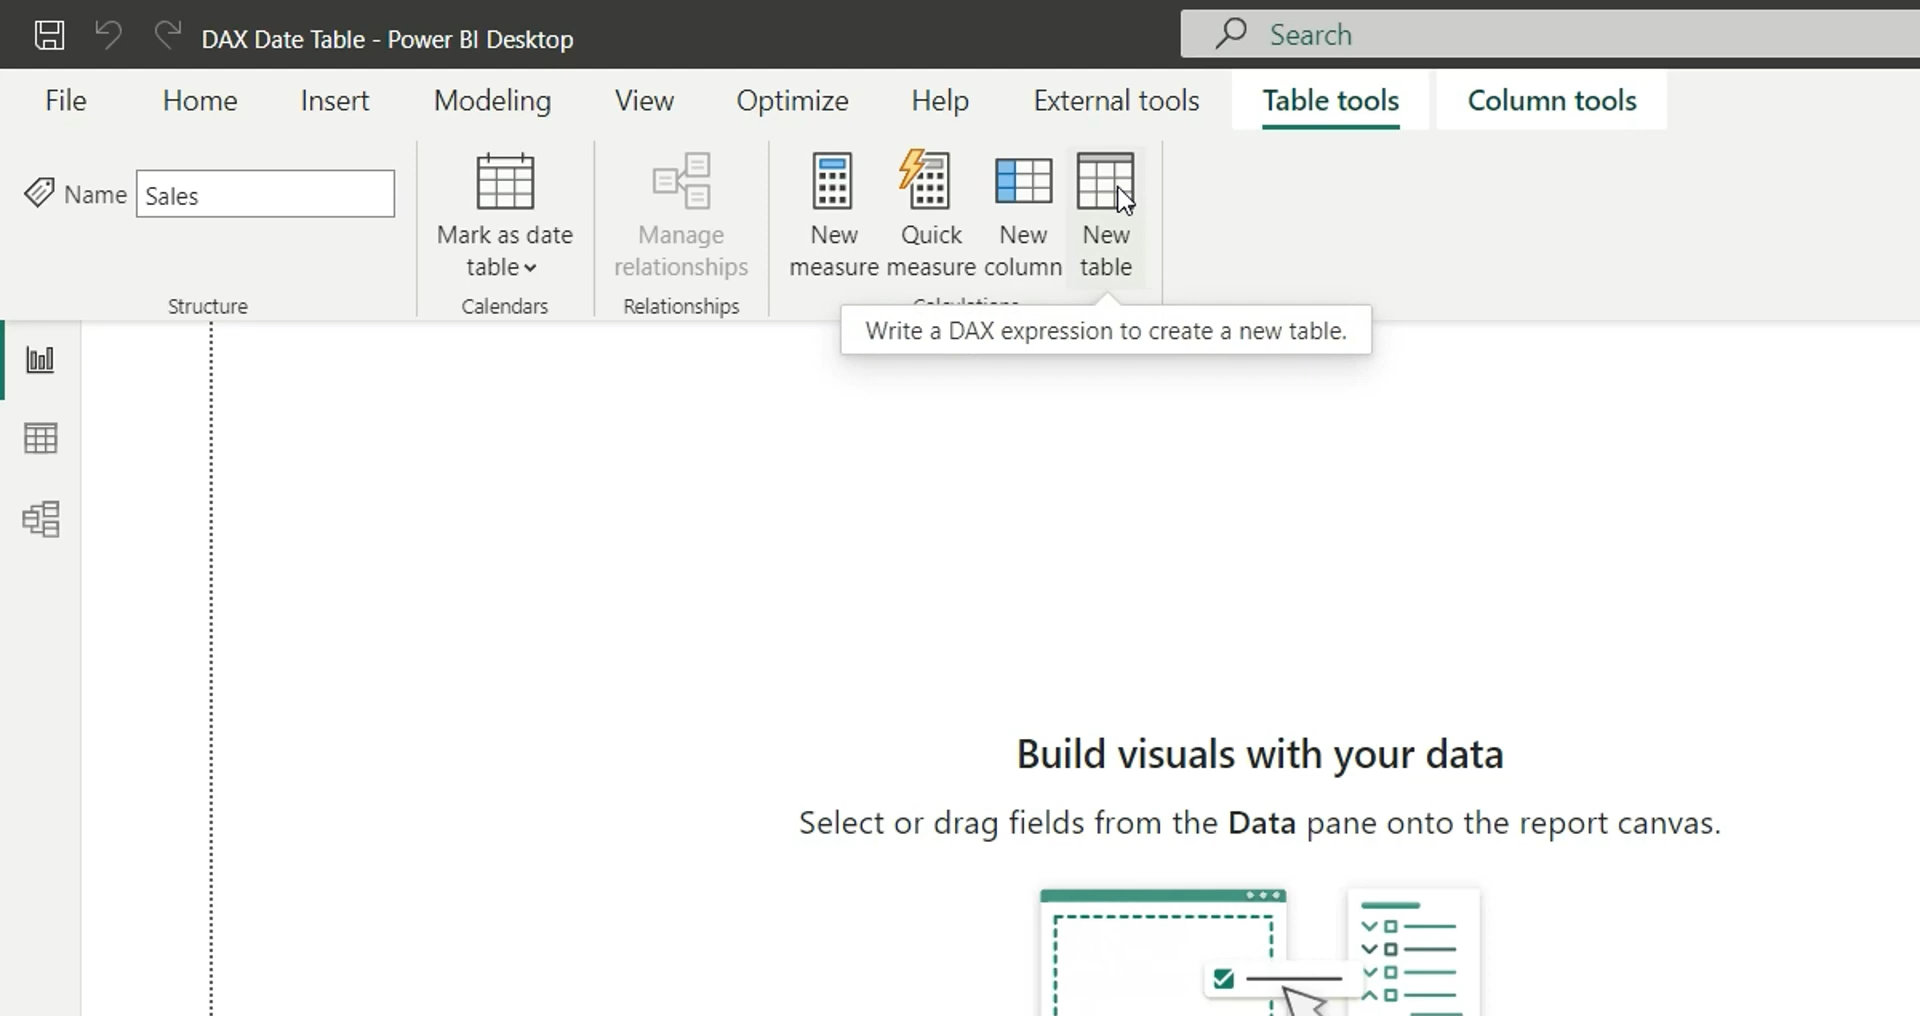 DAX Date Table - Power BI Desktop
Search
File Home Insert Modeling View Optimize Help External tools Table tools Column tools
Name Sales
Mark as date
table
Manage
relationships
New
measure
Quick
measure
New
column
New
table
Structure Calendars Relationships Calculations
Write a DAX expression to create a new table.
Build visuals with your data
Select or drag fields from the Data pane onto the report canvas.